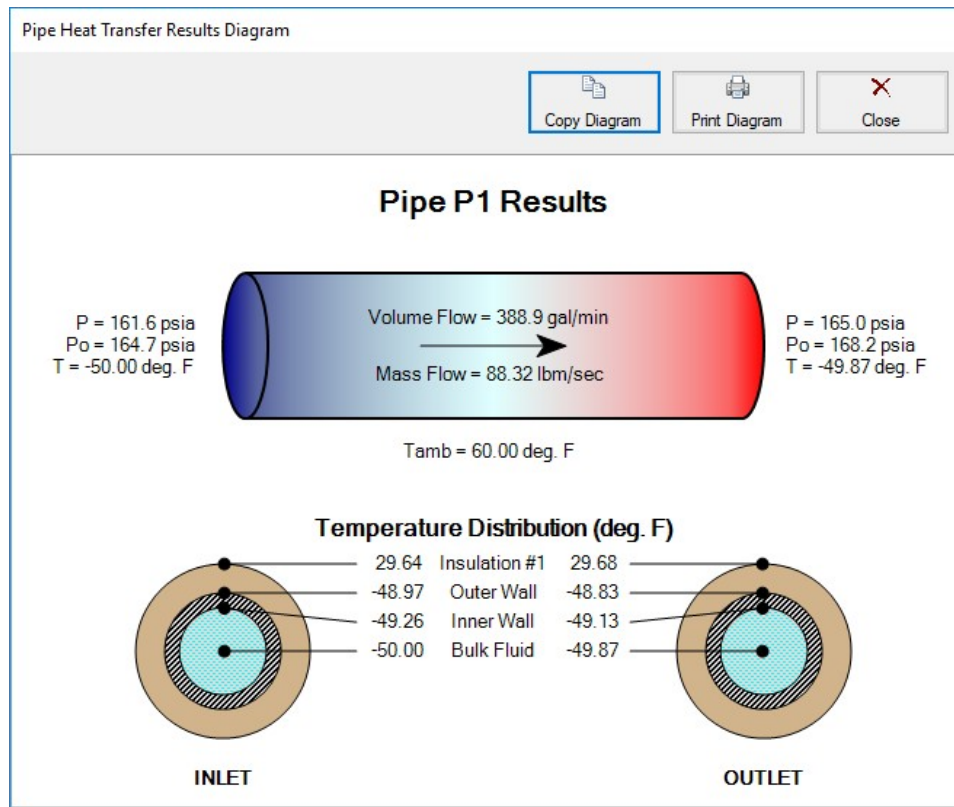 Pipe Heat Transfer Results Diagram
Copy Diagram
Print Diagram
Close
Pipe P1 Results
P = 161.6 psia
Po = 164.7 psia
T = -50.00 deg. F
Volume Flow = 388.9 gal/min
Mass Flow = 88.32 lbm/sec
P = 165.0 psia
Po = 168.2 psia
T = -49.87 deg. F
Tamb = 60.00 deg. F
Temperature Distribution (deg. F)
29.64 Insulation #1 29.68
-48.97 Outer Wall -48.83
-49.26 Inner Wall -49.13
-50.00 Bulk Fluid -49.87
INLET
OUTLET